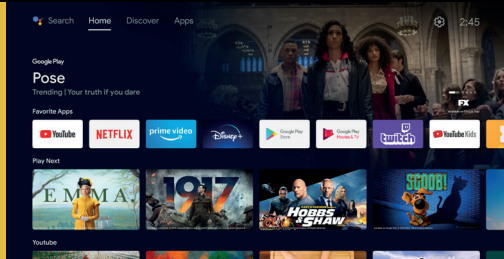 Search Home Discover Apps 2:45
Google Play
Pose
Trending | Your truth if you dare
FX
Favorite Apps
YouTube NETFLIX prime video Disney+ Google Play Store Google Play Movies & TV twitch YouTube Kids
Play Next
EMMA. 1917 FAST & FURIOUS HOBBS & SHAW SCOOB!
Youtube